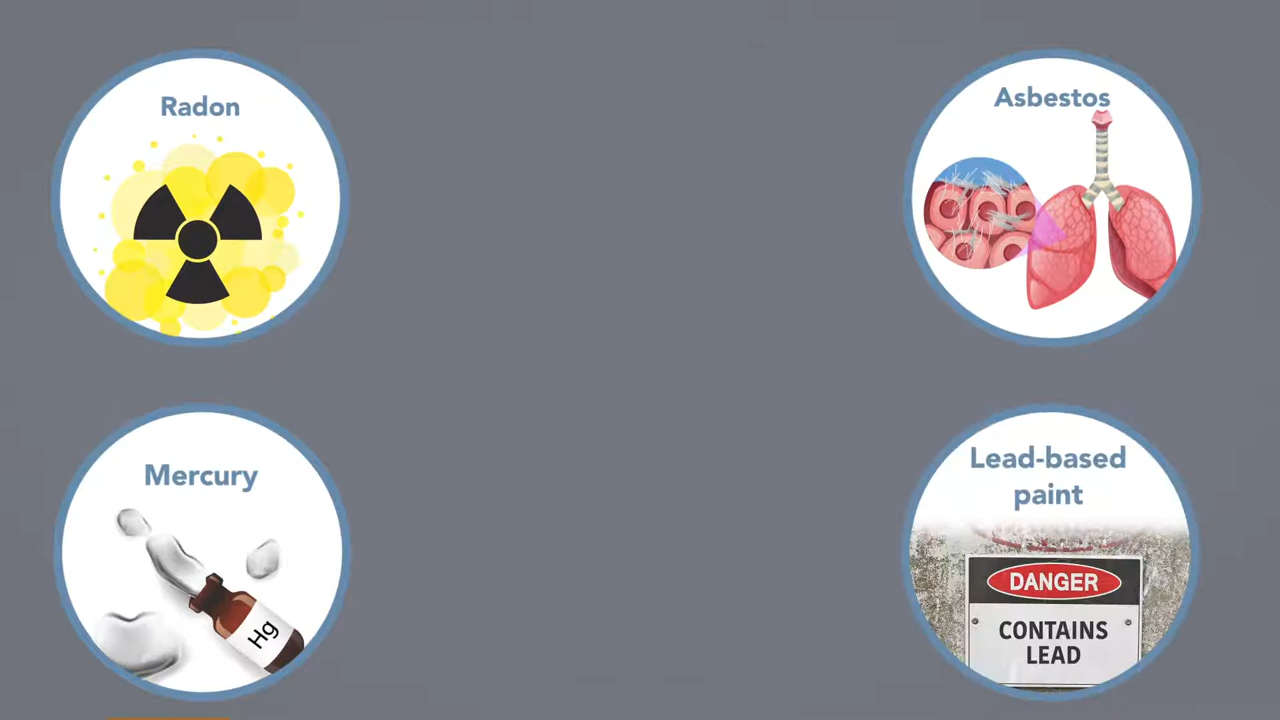 Radon
Asbestos
Mercury
Hg
Lead-based
paint
DANGER
CONTAINS
LEAD